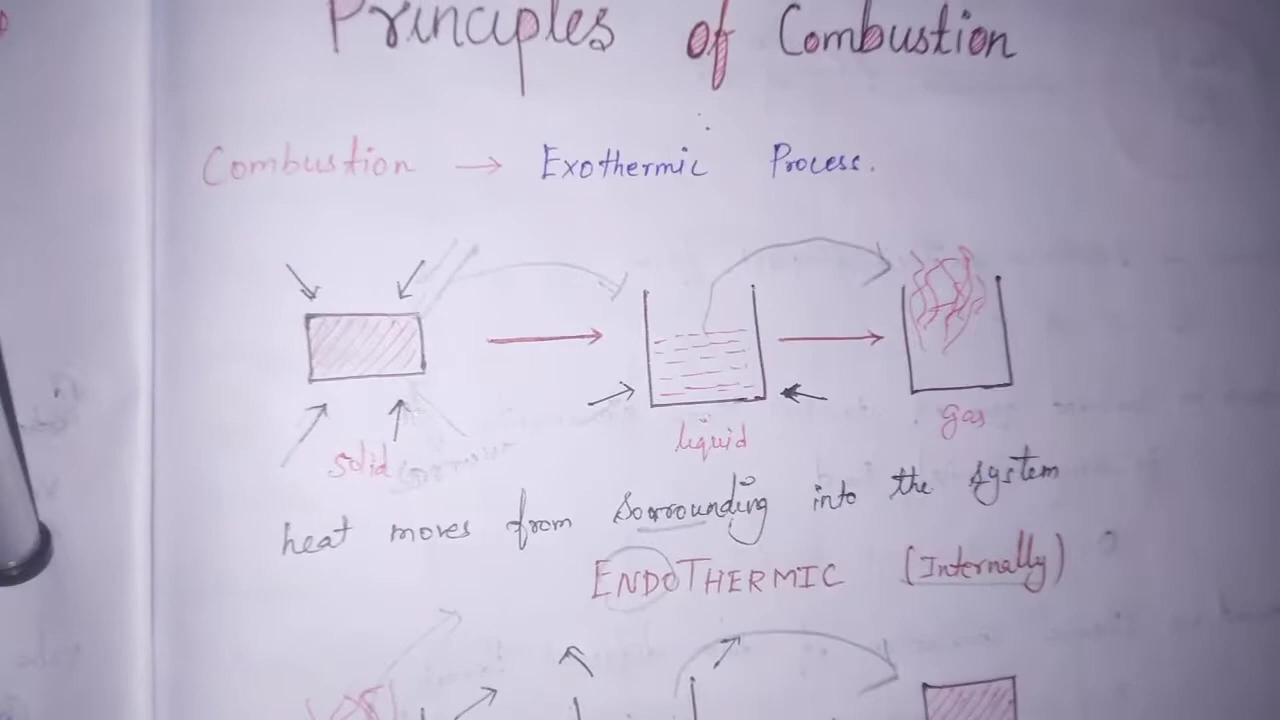 Principles of Combustion
Combustion → Exothermic Process.
solid
liquid
gas
heat moves from Sorrounding into the system
ENDOTHERMIC (Internally)